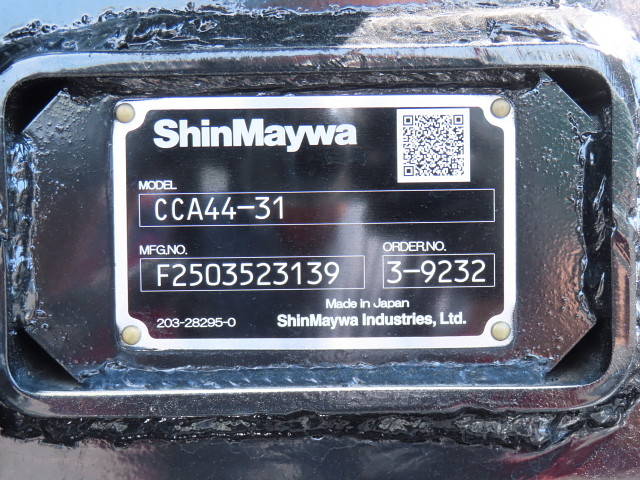 ShinMaywa
MODEL
CCA44-31
MFG.NO. ORDER.NO.
F2503523139 3-9232
Made in Japan
203-28295-0 ShinMaywa Industries, Ltd.